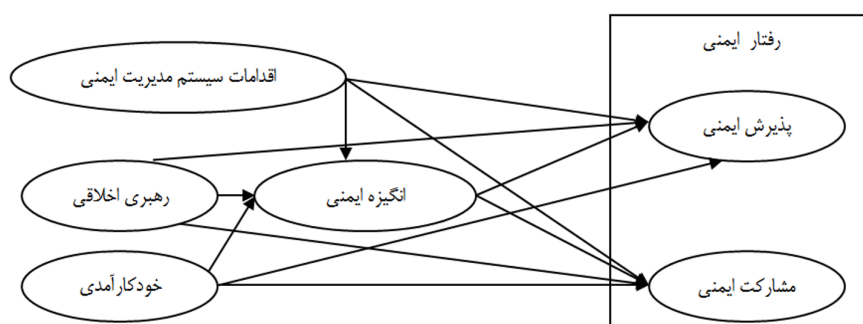 رفتار ایمنی
اقدامات سیستم مدیریت ایمنی
پذیرش ایمنی
رهبری اخلاقی
انگیزه ایمنی
خودکارآمدی
مشارکت ایمنی